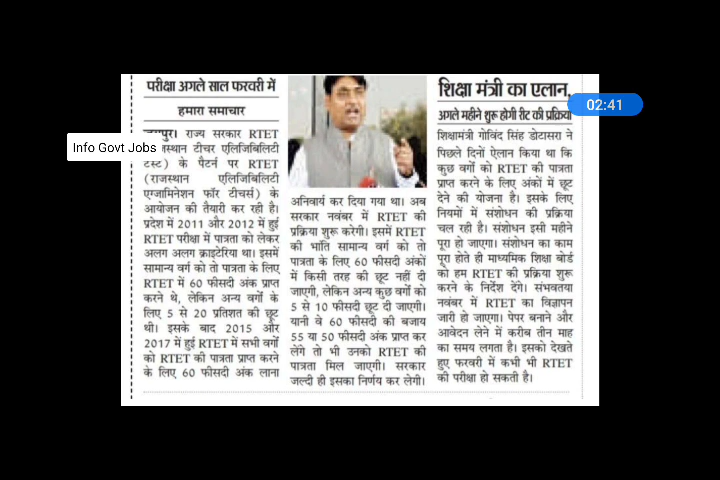 परीक्षा अगले साल फरवरी में
हमारा समाचार
राज्य सरकार RTET
टीचर एलिजिबिलिटी
टेस्ट) के पैटर्न पर RTET
(राजस्थान एलिजिबिलिटी
एग्जामिनेशन फॉर टीचर्स) के
आयोजन की तैयारी कर रही है।
प्रदेश में 2011 और 2012 में हुई
RTET परीक्षा में पात्रता को लेकर
अलग अलग क्राइटेरिया था। इसमें
सामान्य वर्ग को तो पात्रता के लिए
RTET में 60 फीसदी अंक प्राप्त
करने थे, लेकिन अन्य वर्गों के
लिए 5 से 20 प्रतिशत की छूट
थी। इसके बाद 2015 और
2017 में हुई RTET में सभी वर्गों
को RTET की पात्रता प्राप्त करने
के लिए 60 फीसदी अंक लाना
अनिवार्य कर दिया गया था। अब
सरकार नवंबर में RTET की
प्रक्रिया शुरू करेगी। इसमें RTET
की भांति सामान्य वर्ग को तो
पात्रता के लिए 60 फीसदी अंकों
में किसी तरह की छूट नहीं दी
जाएगी, लेकिन अन्य कुछ वर्गों को
5 से 10 फीसदी छूट दी जाएगी।
यानी वे 60 फीसदी की बजाय
55 या 50 फीसदी अंक प्राप्त कर
लेंगे तो भी उनको RTET की
पात्रता मिल जाएगी। सरकार
जल्दी ही इसका निर्णय कर लेगी।
शिक्षा मंत्री का एलान,
अगले महीने शुरू होगी रीट की प्रक्रिया
शिक्षामंत्री गोविंद सिंह डोटासरा ने
पिछले दिनों ऐलान किया था कि
कुछ वर्गों को RTET की पात्रता
प्राप्त करने के लिए अंकों में छूट
देने की योजना है। इसके लिए
नियमों में संशोधन की प्रक्रिया
चल रही है। संशोधन इसी महीने
पूरा हो जाएगा। संशोधन का काम
पूरा होते ही माध्यमिक शिक्षा बोर्ड
को हम RTET की प्रक्रिया शुरू
करने के निर्देश देंगे। संभवतया
नवंबर में RTET का विज्ञापन
जारी हो जाएगा। पेपर बनाने और
आवेदन लेने में करीब तीन माह
का समय लगता है। इसको देखते
हुए फरवरी में कभी भी RTET
की परीक्षा हो सकती है।
02:41
Info Govt Jobs